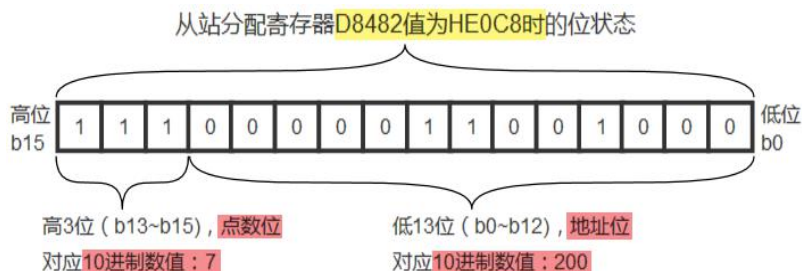 从站分配寄存器D8482值为HE0C8时的位状态
高位 1 1 1 0 0 0 0 0 1 1 0 0 1 0 0 0 低位
b15 b0
高3位（b13~b15），点数位 低13位（b0~b12），地址位
对应10进制数值：7 对应10进制数值：200